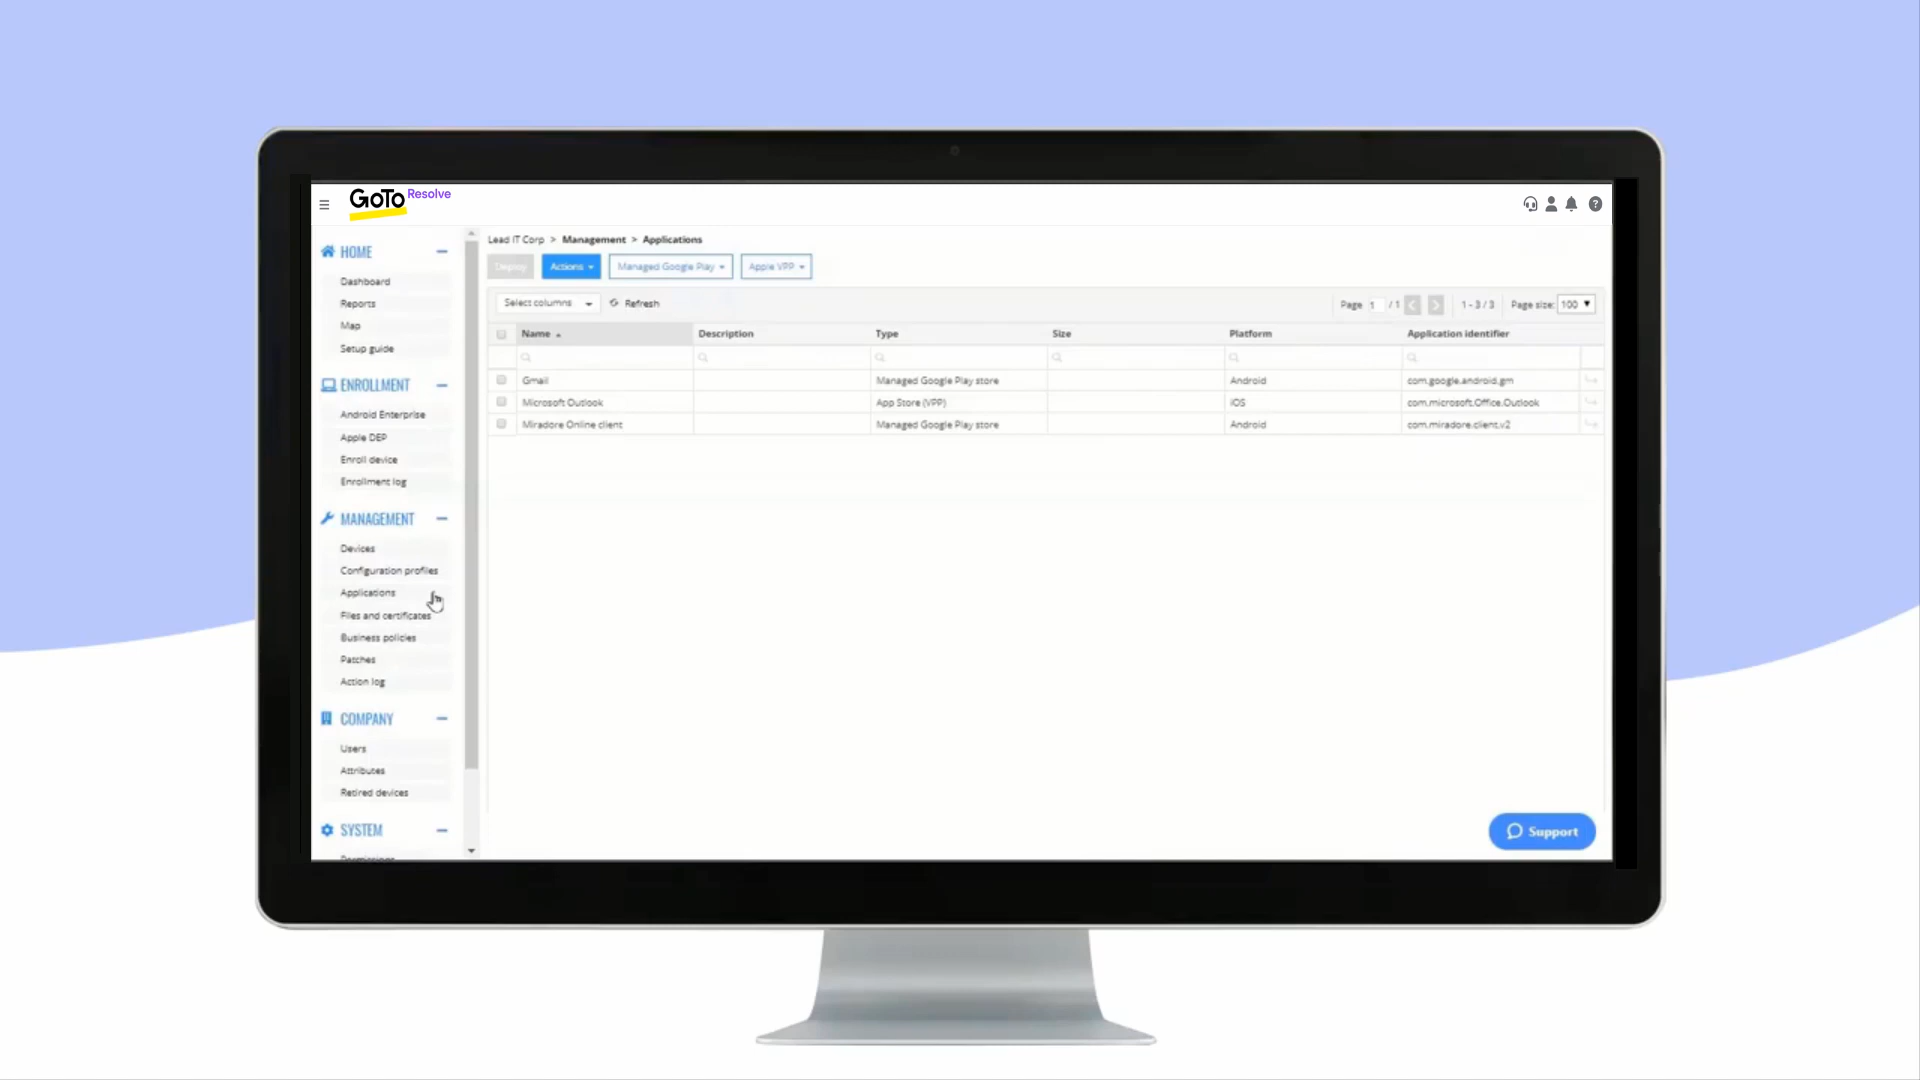 GoTo Resolve
HOME
Dashboard
Reports
Map
Setup guide
ENROLLMENT
Android Enterprise
Apple DEP
Enroll device
Enrollment log
MANAGEMENT
Devices
Configuration profiles
Applications
Files and certificates
Business policies
Patches
Action log
COMPANY
Users
Attributes
Retired devices
SYSTEM
Permissions
Lead IT Corp > Management > Applications
Deploy Actions Managed Google Play Apple VPP
Select columns Refresh Page 1 / 1 1 - 3 / 3 Page size: 100
Name Description Type Size Platform Application identifier
Gmail Managed Google Play store Android com.google.android.gm
Microsoft Outlook App Store (VPP) iOS com.microsoft.Office.Outlook
Miradore Online client Managed Google Play store Android com.miradore.client.v2
Support